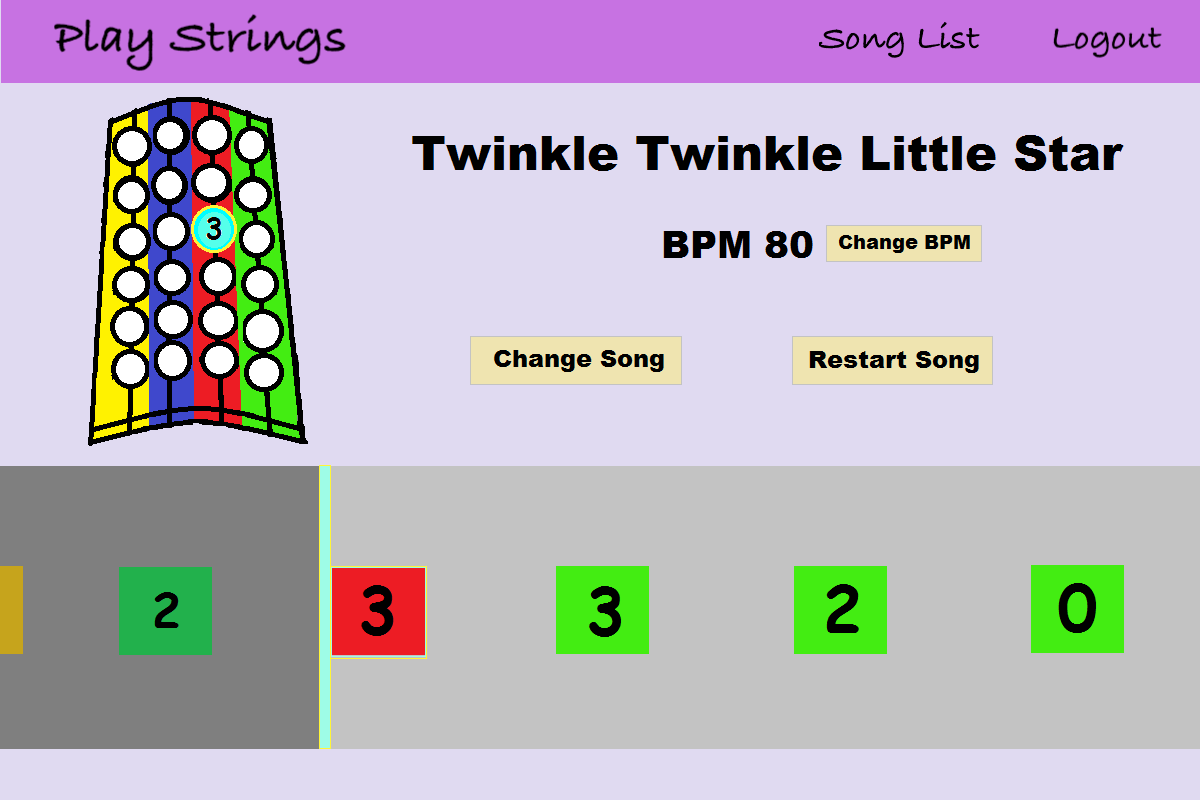 Play Strings Song List Logout
Twinkle Twinkle Little Star
3
BPM 80 Change BPM
Change Song Restart Song
2 3 3 2 0